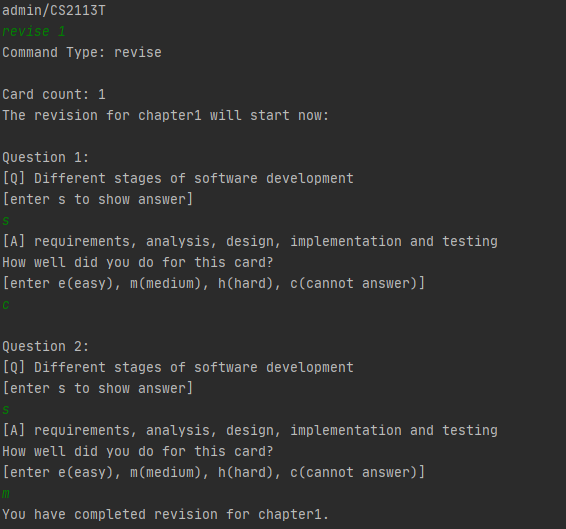 admin/CS2113T
revise 1
Command Type: revise
Card count: 1
The revision for chapter1 will start now:
Question 1:
[Q] Different stages of software development
[enter s to show answer]
s
[A] requirements, analysis, design, implementation and testing
How well did you do for this card?
[enter e(easy), m(medium), h(hard), c(cannot answer)]
c
Question 2:
[Q] Different stages of software development
[enter s to show answer]
s
[A] requirements, analysis, design, implementation and testing
How well did you do for this card?
[enter e(easy), m(medium), h(hard), c(cannot answer)]
m
You have completed revision for chapter1.